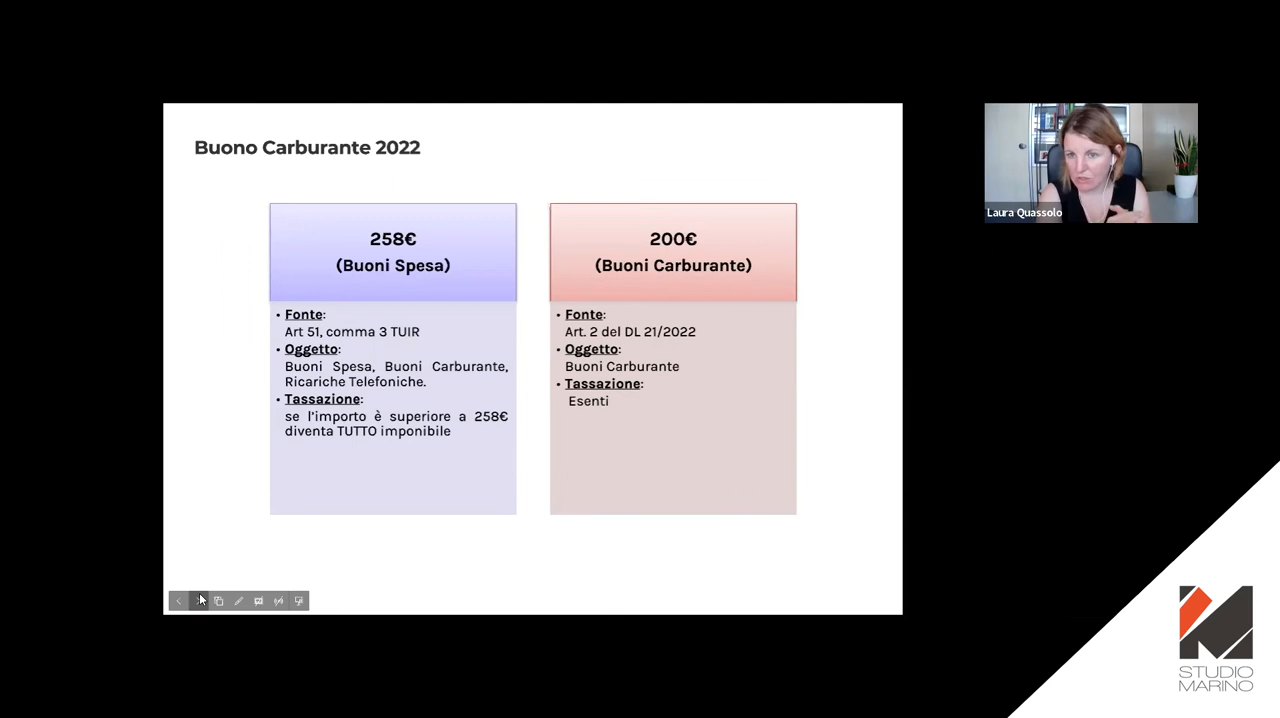 Buono Carburante 2022
258€
(Buoni Spesa)
• Fonte:
Art 51, comma 3 TUIR
• Oggetto:
Buoni Spesa, Buoni Carburante,
Ricariche Telefoniche.
• Tassazione:
se l’importo è superiore a 258€
diventa TUTTO imponibile
200€
(Buoni Carburante)
• Fonte:
Art. 2 del DL 21/2022
• Oggetto:
Buoni Carburante
• Tassazione:
Esenti
Laura Quassolo
STUDIO
MARINO